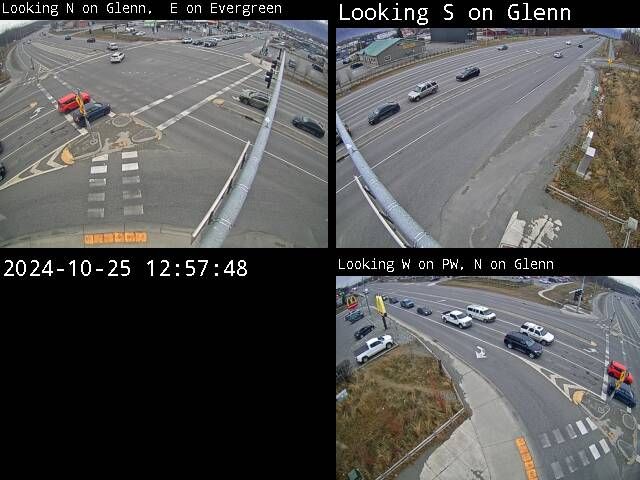 Looking N on Glenn,  E on Evergreen
Looking S on Glenn
2024-10-25 12:57:48
Looking W on PW, N on Glenn